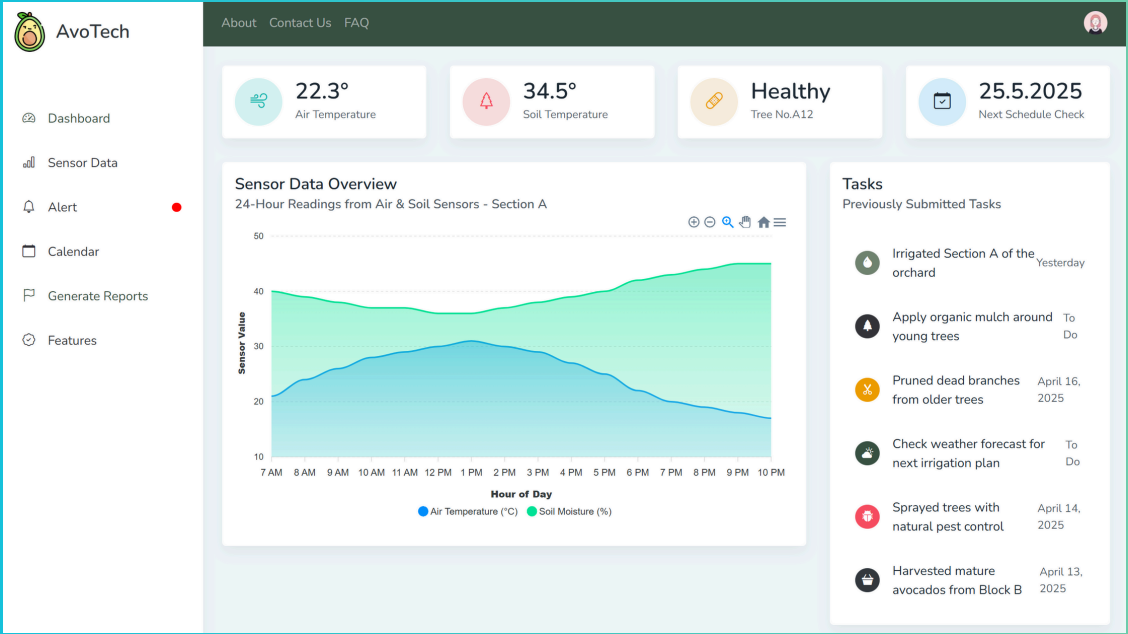 AvoTech
About Contact Us FAQ
Dashboard
Sensor Data
Alert
Calendar
Generate Reports
Features
22.3°
Air Temperature
34.5°
Soil Temperature
Healthy
Tree No.A12
25.5.2025
Next Schedule Check
Sensor Data Overview
24-Hour Readings from Air & Soil Sensors - Section A
50
40
30
20
10
Sensor Value
7 AM 8 AM 9 AM 10 AM 11 AM 12 PM 1 PM 2 PM 3 PM 4 PM 5 PM 6 PM 7 PM 8 PM 9 PM 10 PM
Hour of Day
Air Temperature (°C) Soil Moisture (%)
Tasks
Previously Submitted Tasks
Irrigated Section A of the
orchard
Yesterday
Apply organic mulch around
young trees
To
Do
Pruned dead branches
from older trees
April 16,
2025
Check weather forecast for
next irrigation plan
To
Do
Sprayed trees with
natural pest control
April 14,
2025
Harvested mature
avocados from Block B
April 13,
2025